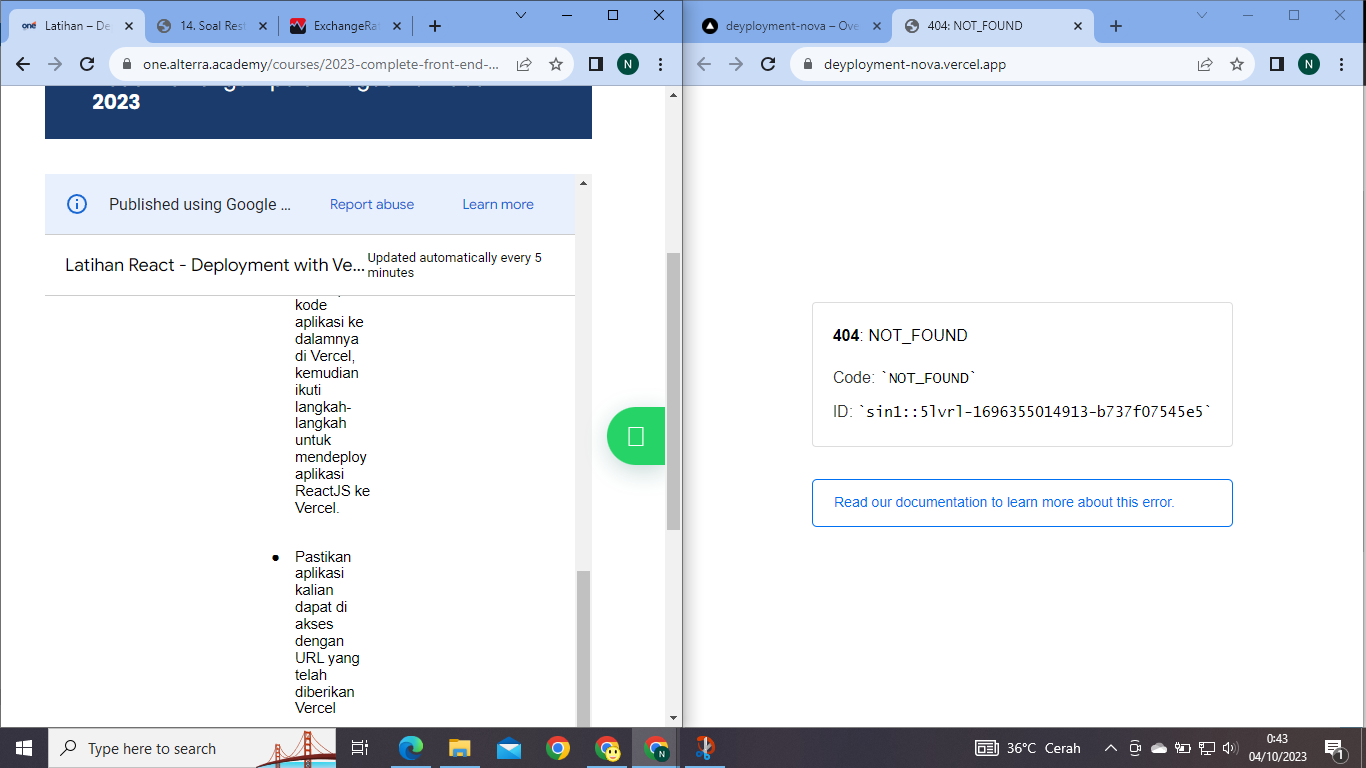 one
Latihan – De
14. Soal Rest
ExchangeRat
one.alterra.academy/courses/2023-complete-front-end-...
N
2023
Published using Google ...
Report abuse
Learn more
Latihan React - Deployment with Ve...
Updated automatically every 5
minutes
kode
aplikasi ke
dalamnya
di Vercel,
kemudian
ikuti
langkah-
langkah
untuk
mendeploy
aplikasi
ReactJS ke
Vercel.
● Pastikan
aplikasi
kalian
dapat di
akses
dengan
URL yang
telah
diberikan
Vercel
deyployment-nova – Ove
404: NOT_FOUND
deyployment-nova.vercel.app
N
404: NOT_FOUND
Code: `NOT_FOUND`
ID: `sin1::5lvrl-1696355014913-b737f07545e5`
Read our documentation to learn more about this error.
Type here to search
N
36°C Cerah
0:43
04/10/2023
1